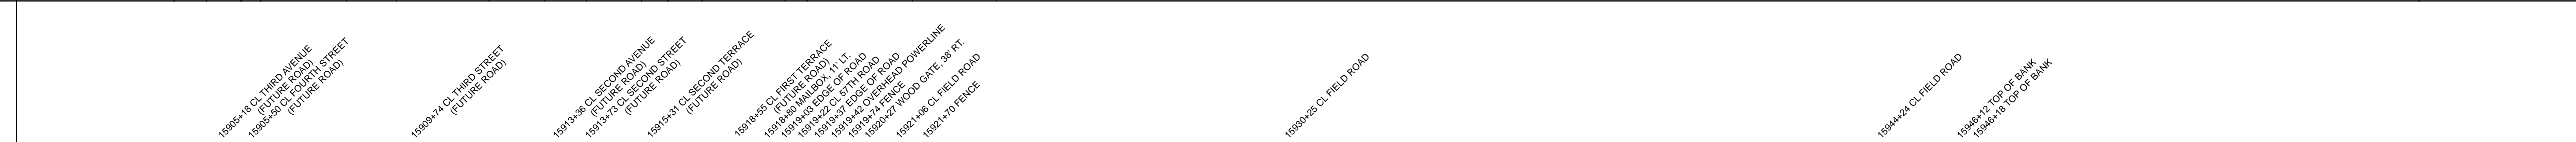 15905+18 CL THIRD AVENUE
(FUTURE ROAD)
15905+50 CL FOURTH STREET
(FUTURE ROAD)
15909+74 CL THIRD STREET
(FUTURE ROAD)
15913+36 CL SECOND AVENUE
(FUTURE ROAD)
15913+73 CL SECOND STREET
(FUTURE ROAD)
15915+31 CL SECOND TERRACE
(FUTURE ROAD)
15918+55 CL FIRST TERRACE
(FUTURE ROAD)
15918+80 MAILBOX, 11' LT.
15919+03 EDGE OF ROAD
15919+22 CL 57TH ROAD
15919+37 EDGE OF ROAD
15919+42 OVERHEAD POWERLINE
15919+74 FENCE
15920+27 WOOD GATE, 38' RT.
15921+06 CL FIELD ROAD
15921+70 FENCE
15930+25 CL FIELD ROAD
15944+24 CL FIELD ROAD
15946+12 TOP OF BANK
15946+18 TOP OF BANK